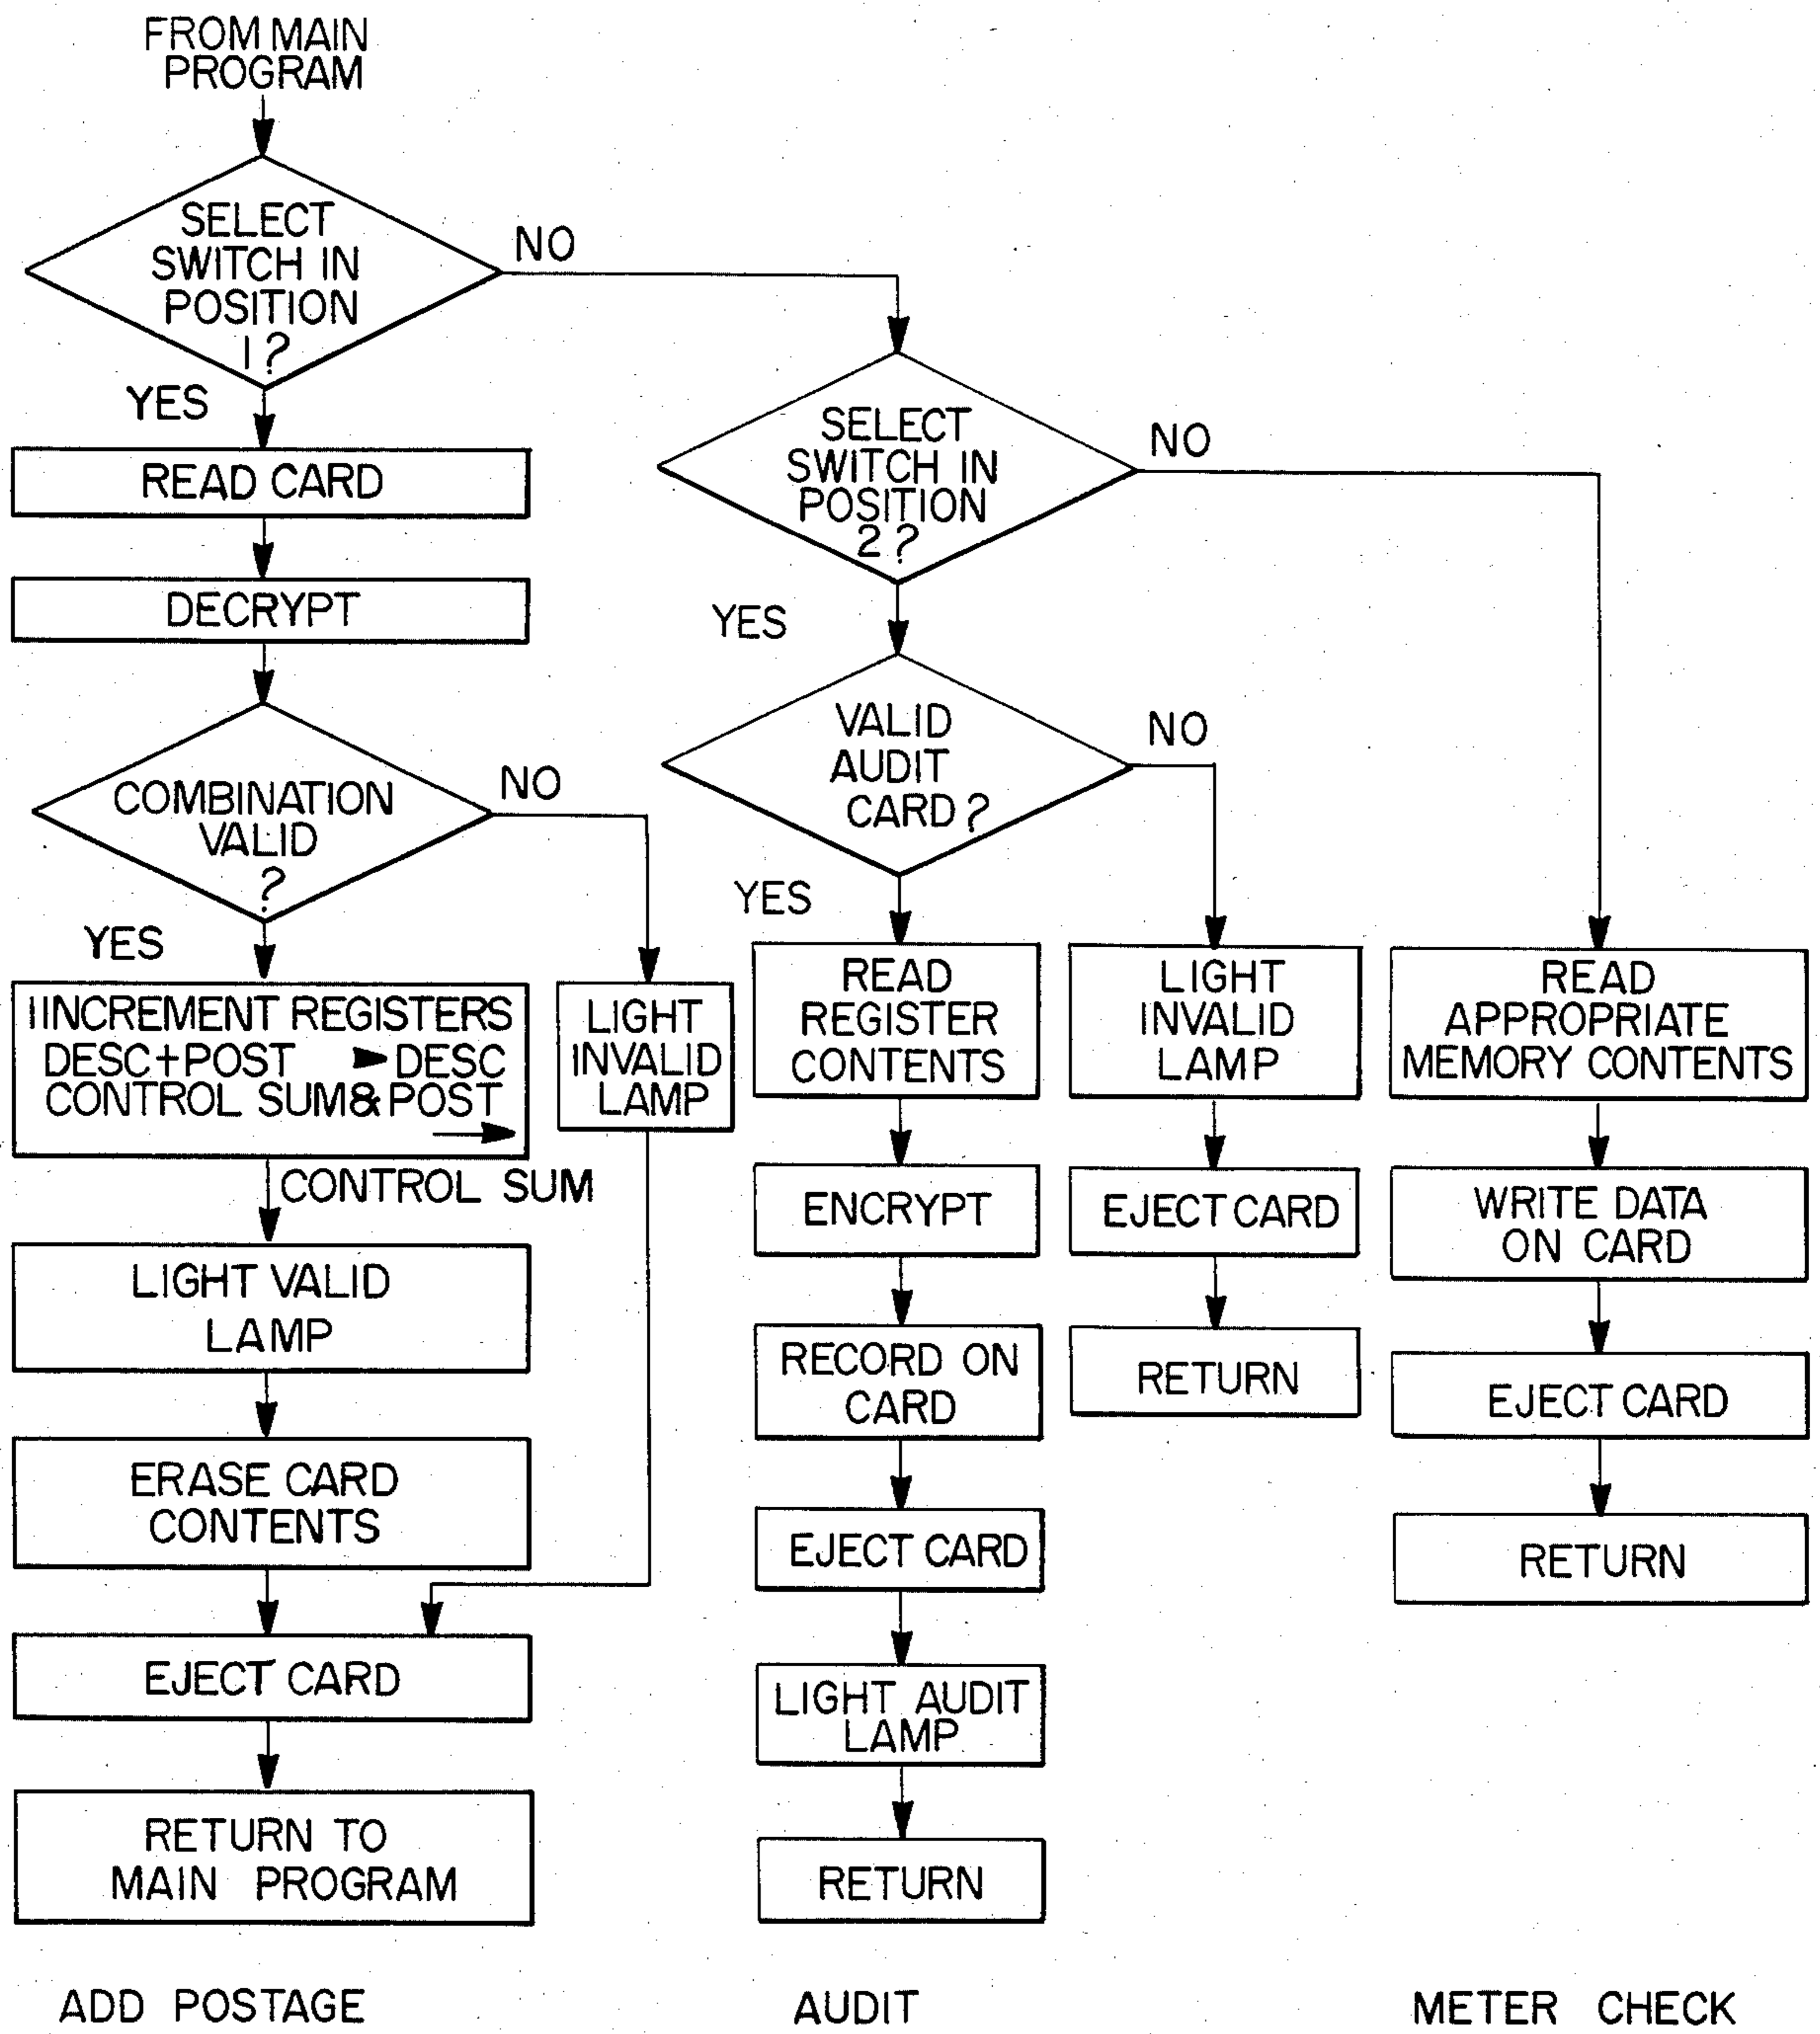 FROM MAIN
PROGRAM
SELECT
SWITCH IN
POSITION
1?
NO
YES
READ CARD
DECRYPT
COMBINATION
VALID
?
NO
YES
IINCREMENT REGISTERS
DESC+POST ► DESC
CONTROL SUM & POST
→
CONTROL SUM
LIGHT
INVALID
LAMP
LIGHT VALID
LAMP
ERASE CARD
CONTENTS
EJECT CARD
RETURN TO
MAIN PROGRAM
ADD POSTAGE
SELECT
SWITCH IN
POSITION
2?
NO
YES
VALID
AUDIT
CARD?
NO
YES
READ
REGISTER
CONTENTS
ENCRYPT
RECORD ON
CARD
EJECT CARD
LIGHT AUDIT
LAMP
RETURN
AUDIT
LIGHT
INVALID
LAMP
EJECT CARD
RETURN
READ
APPROPRIATE
MEMORY CONTENTS
WRITE DATA
ON CARD
EJECT CARD
RETURN
METER CHECK